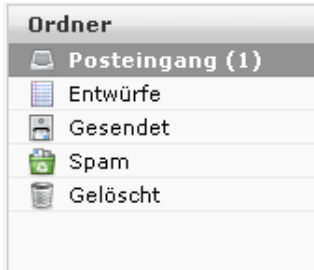 Ordner
Posteingang (1)
Entwürfe
Gesendet
Spam
Gelöscht